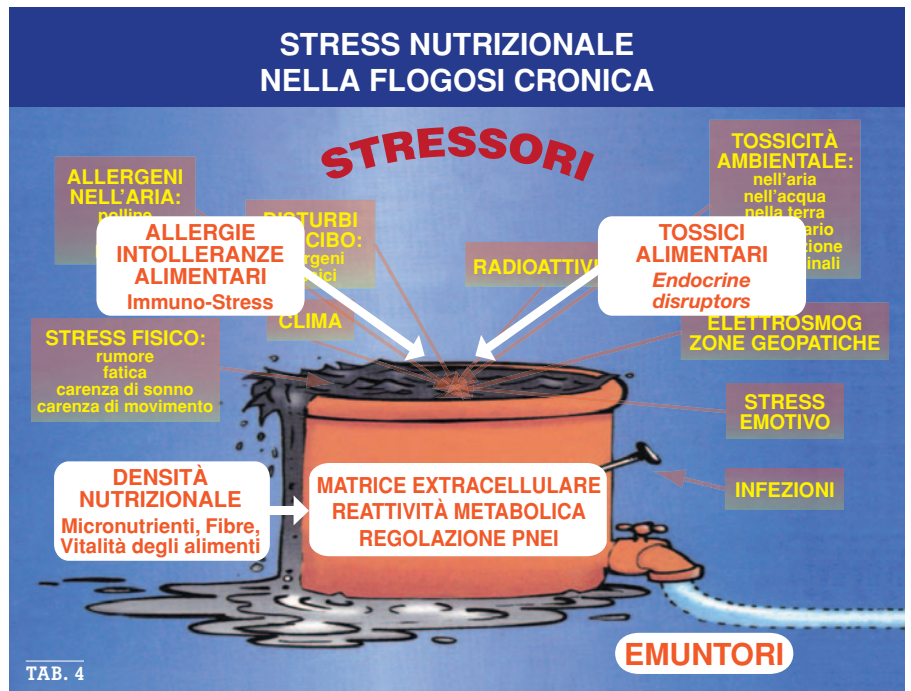 STRESS NUTRIZIONALE
NELLA FLOGOSI CRONICA
STRESSORI
ALLERGENI
NELL'ARIA:
ALLERGIE
INTOLLERANZE
ALIMENTARI
Immuno-Stress
CLIMA
TOSSICITÀ
AMBIENTALE:
nell'aria
nell'acqua
nella terra
TOSSICI
ALIMENTARI
Endocrine
disruptors
STRESS FISICO:
rumore
fatica
carenza di sonno
carenza di movimento
ELETTROSMOG
ZONE GEOPATICHE
STRESS
EMOTIVO
INFEZIONI
DENSITÀ
NUTRIZIONALE
Micronutrienti, Fibre,
Vitalità degli alimenti
MATRICE EXTRACELLULARE
REATTIVITÀ METABOLICA
REGOLAZIONE PNEI
EMUNTORI
TAB. 4